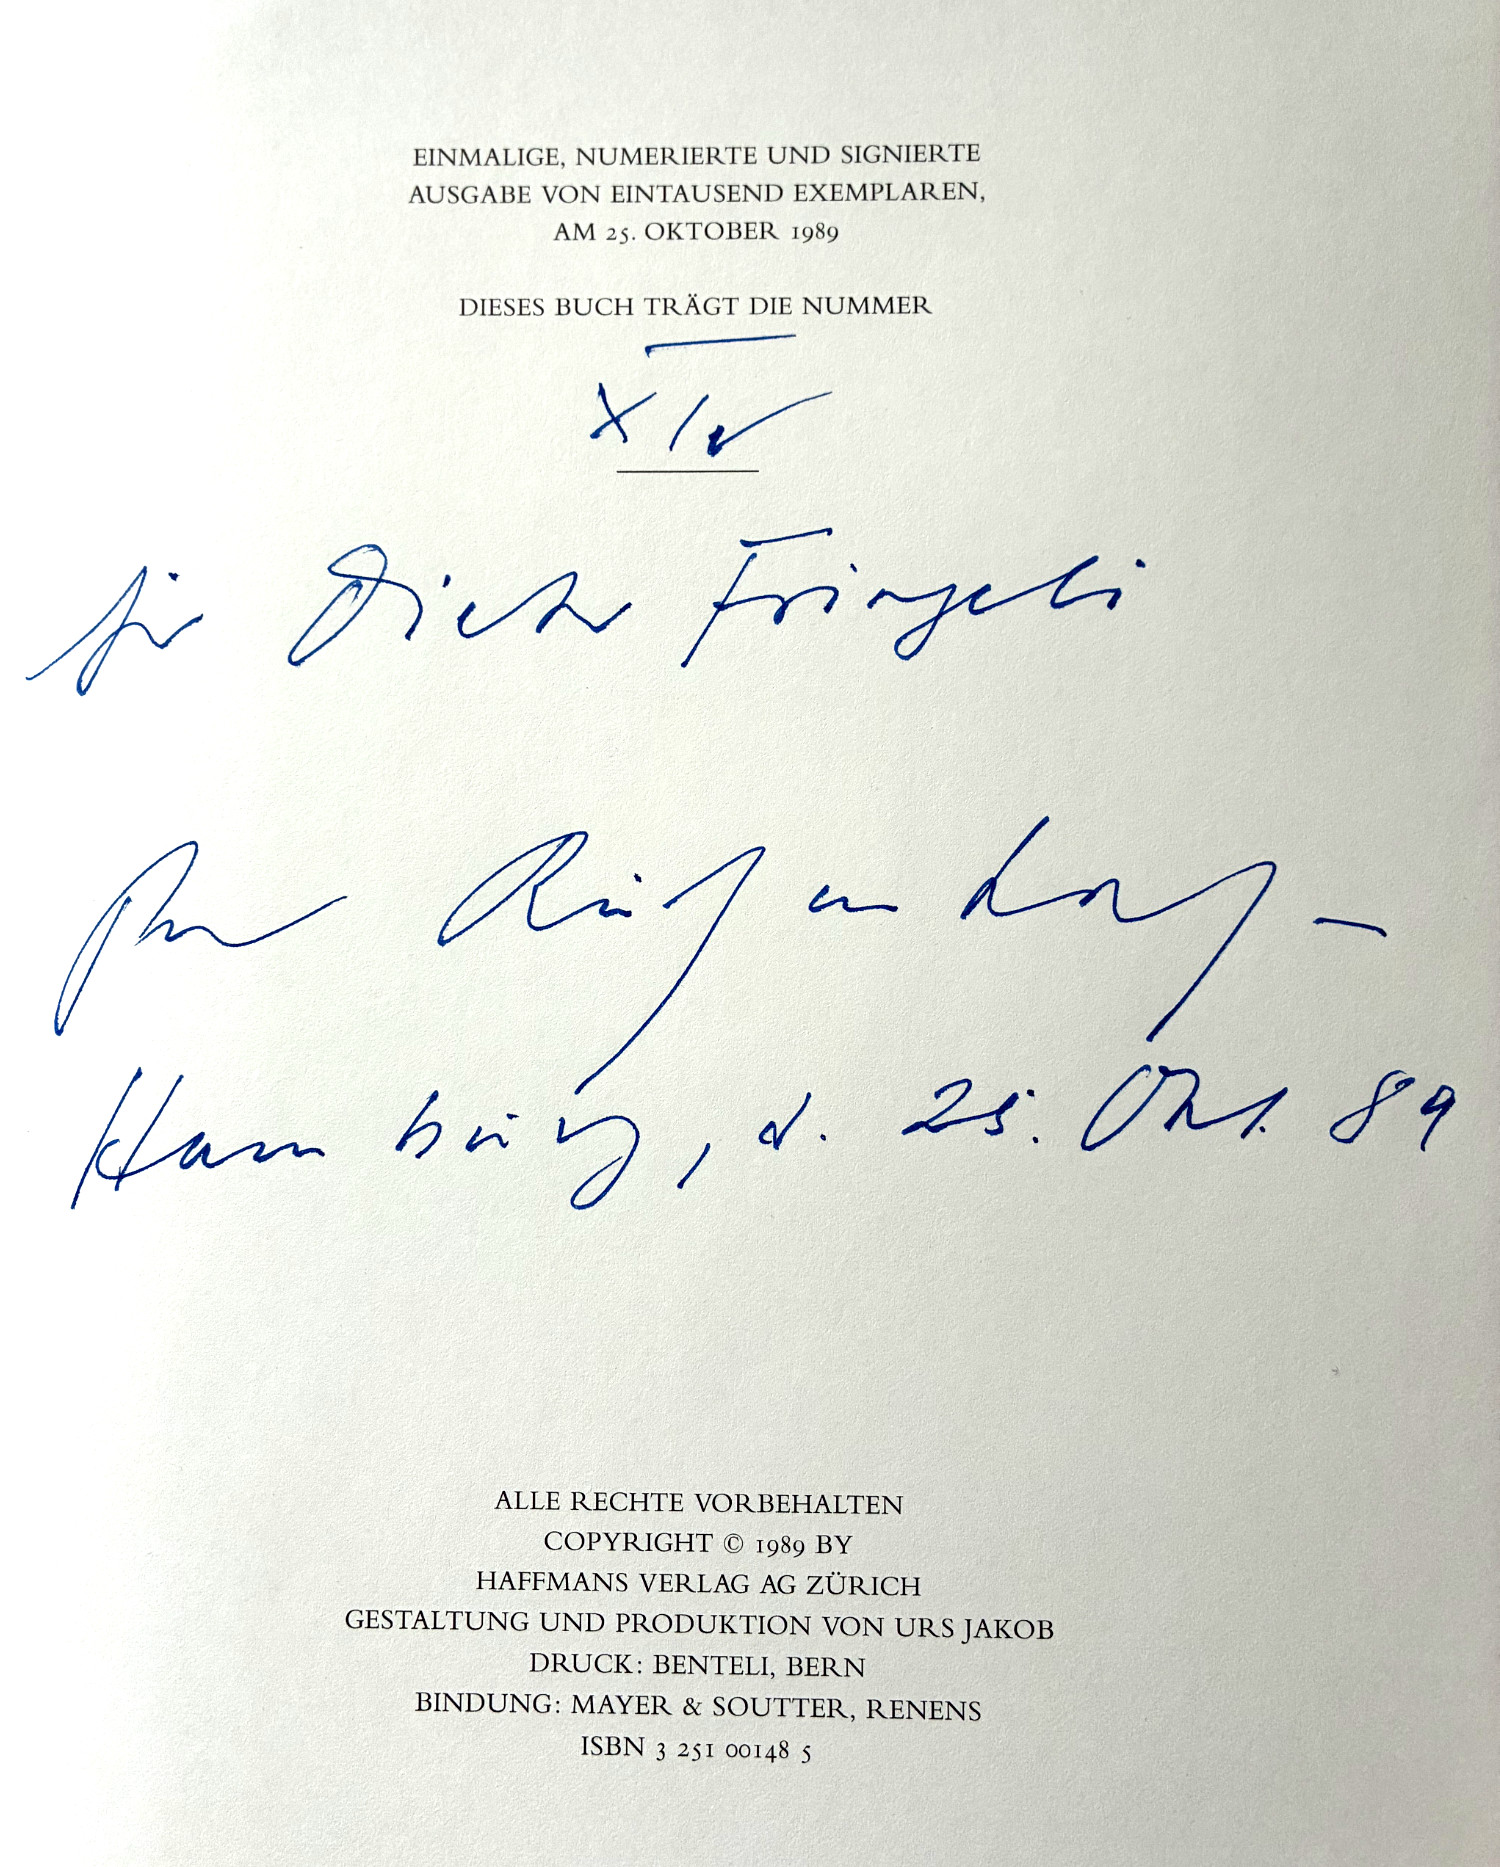 EINMALIGE, NUMERIERTE UND SIGNIERTE
AUSGABE VON EINTAUSEND EXEMPLAREN,
AM 25. OKTOBER 1989
DIESES BUCH TRÄGT DIE NUMMER
XIV
für Dieter Fringeli
Peter Rühmkorf –
Hamburg, d. 25. Okt. 89
ALLE RECHTE VORBEHALTEN
COPYRIGHT © 1989 BY
HAFFMANS VERLAG AG ZÜRICH
GESTALTUNG UND PRODUKTION VON URS JAKOB
DRUCK: BENTELI, BERN
BINDUNG: MAYER & SOUTTER, RENENS
ISBN 3 251 00148 5